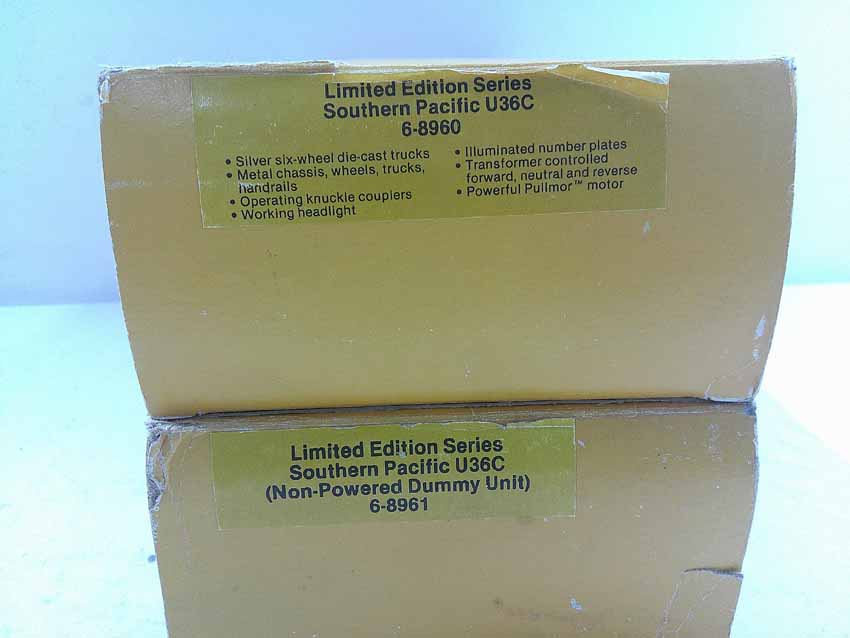 Limited Edition Series
Southern Pacific U36C
6-8960
• Silver six-wheel die-cast trucks
• Metal chassis, wheels, trucks,
handrails
• Operating knuckle couplers
• Working headlight
• Illuminated number plates
• Transformer controlled
forward, neutral and reverse
• Powerful Pullmor™ motor
Limited Edition Series
Southern Pacific U36C
(Non-Powered Dummy Unit)
6-8961